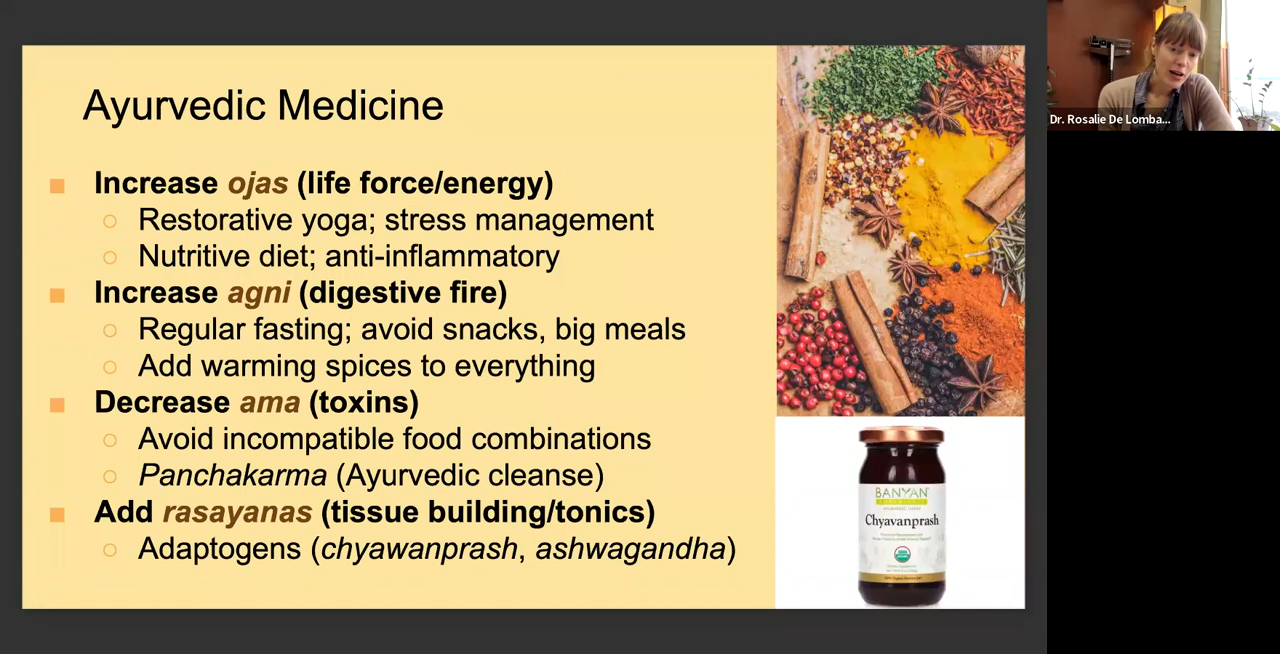 Ayurvedic Medicine
Increase ojas (life force/energy)
Restorative yoga; stress management
Nutritive diet; anti-inflammatory
Increase agni (digestive fire)
Regular fasting; avoid snacks, big meals
Add warming spices to everything
Decrease ama (toxins)
Avoid incompatible food combinations
Panchakarma (Ayurvedic cleanse)
Add rasayanas (tissue building/tonics)
Adaptogens (chyawanprash, ashwagandha)
BANYAN
Chyavanprash
Dr. Rosalie De Lomba...